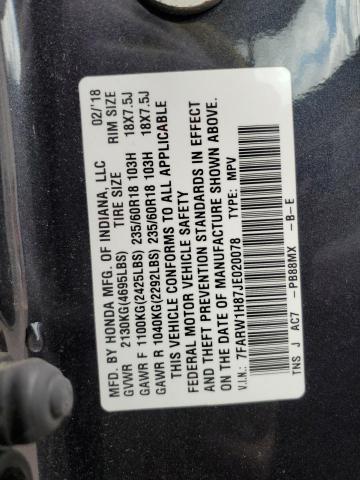 MFD. BY HONDA MFG. OF INDIANA, LLC 02/'18
GVWR 2130KG(4695LBS) TIRE SIZE RIM SIZE
GAWR F 1100KG(2425LBS) 235/60R18 103H 18X7.5J
GAWR R 1040KG(2292LBS) 235/60R18 103H 18X7.5J
THIS VEHICLE CONFORMS TO ALL APPLICABLE
FEDERAL MOTOR VEHICLE SAFETY
AND THEFT PREVENTION STANDARDS IN EFFECT
ON THE DATE OF MANUFACTURE SHOWN ABOVE.
V.I.N.: 7FARW1H87JE020078 TYPE: MPV
TNS J AC7 -PB88MX -B-E